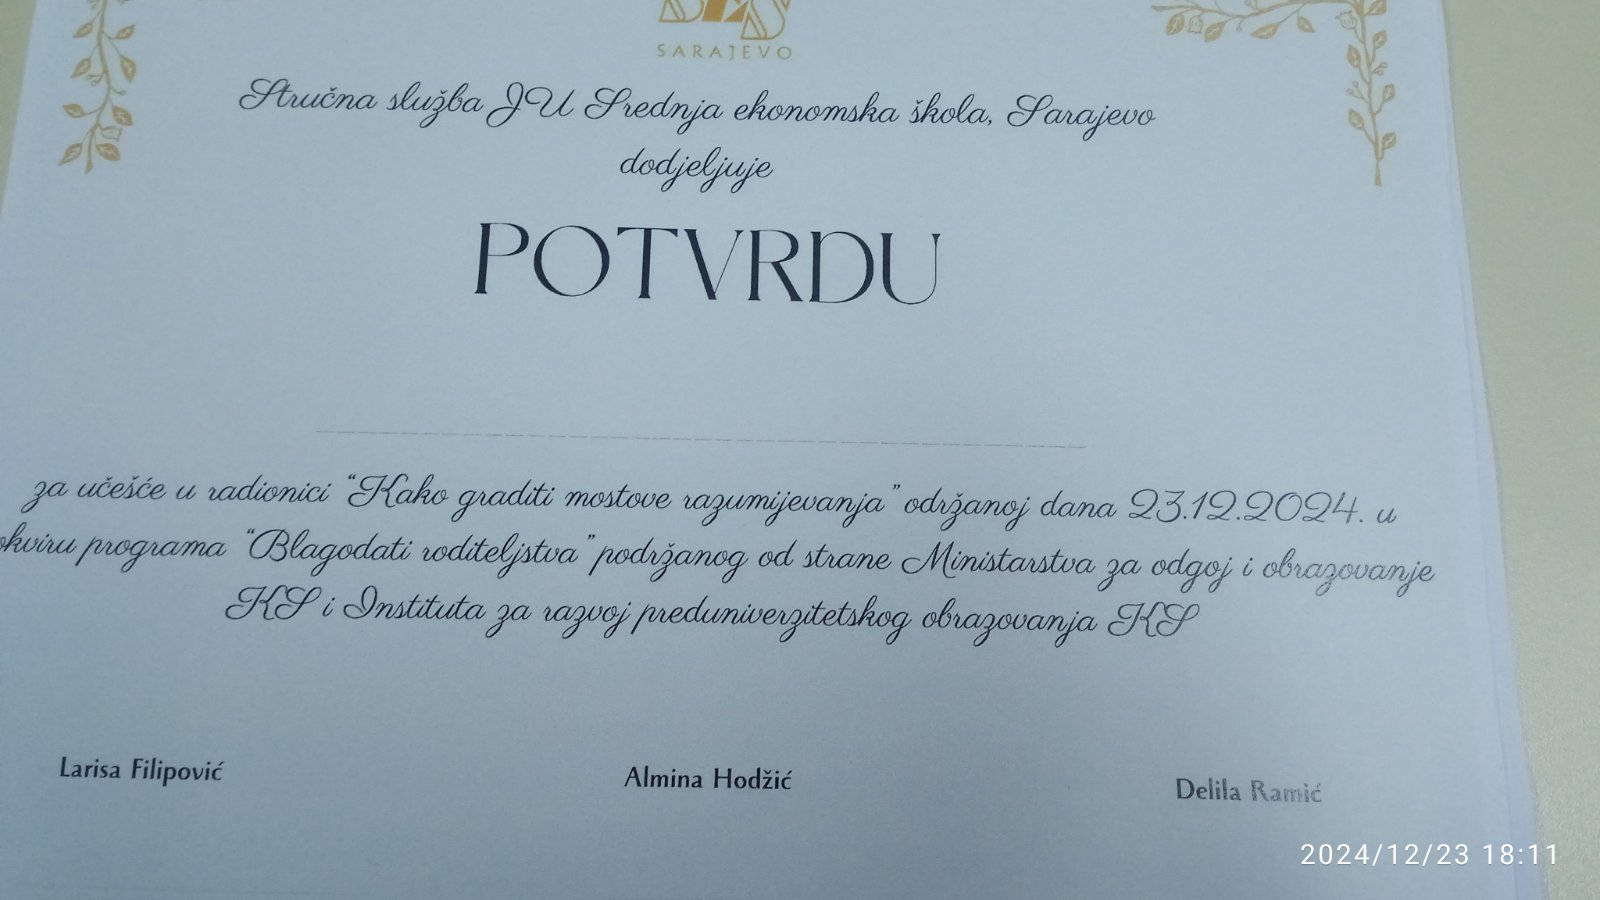 SARAJEVO
Stručna služba JU Srednja ekonomska škola, Sarajevo
dodjeljuje
POTVRDU
za učešće u radionici "Kako graditi mostove razumijevanja" održanoj dana 23.12.2024. u
okviru programa "Blagodati roditeljstva" podržanog od strane Ministarstva za odgoj i obrazovanje
KS i Instituta za razvoj preduniverzitetskog obrazovanja KS
Larisa Filipović
Almina Hodžić
Delila Ramić
2024/12/23 18:11